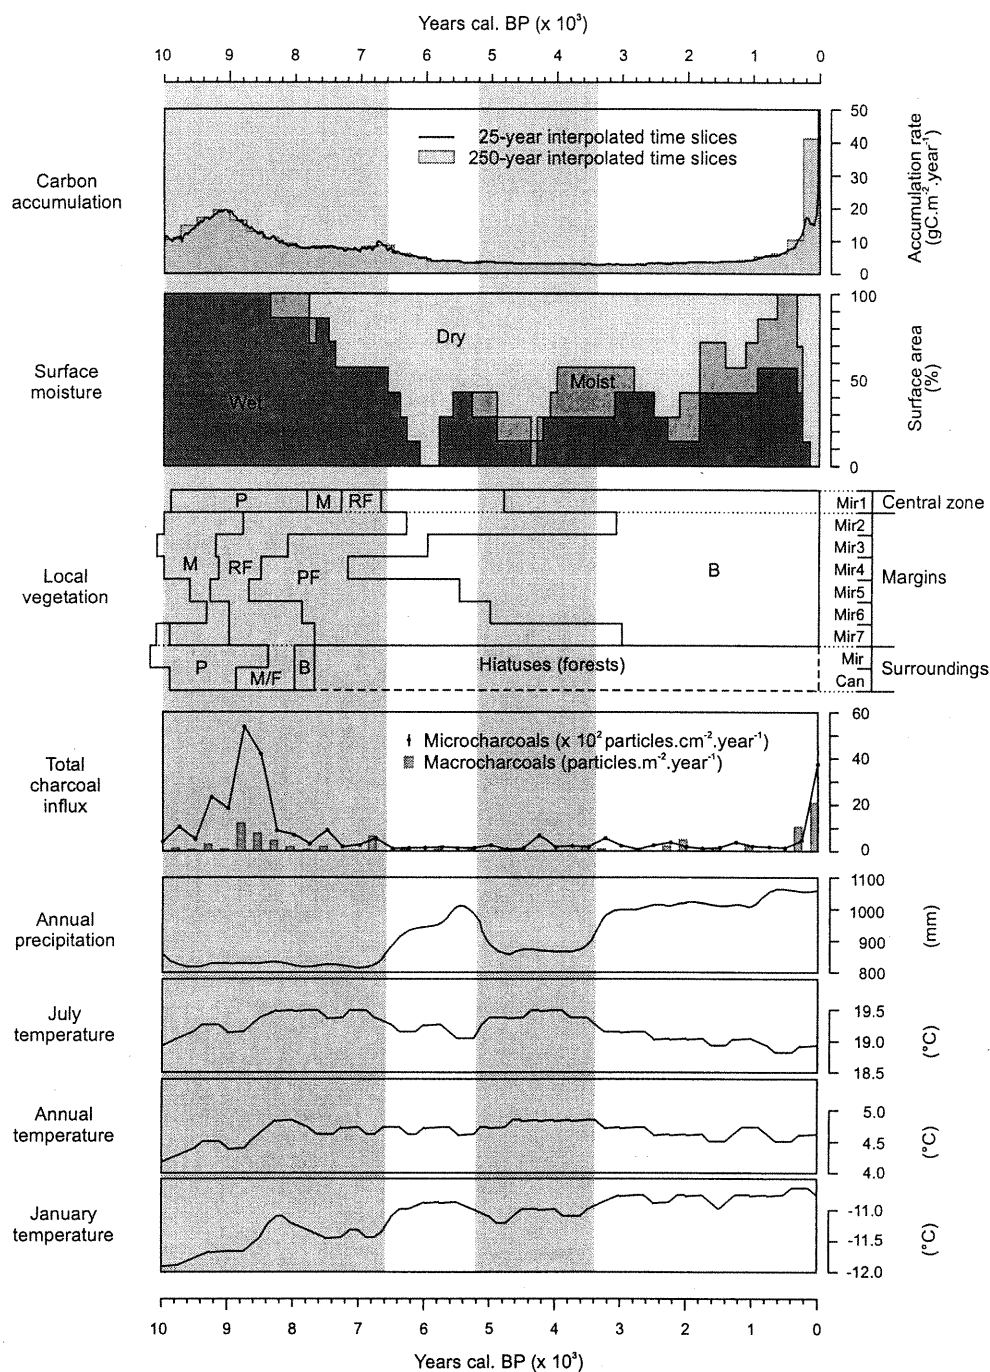 Years cal. BP (x 10³)
10 9 8 7 6 5 4 3 2 1 0
Carbon
accumulation
25-year interpolated time slices
250-year interpolated time slices
50
40
30
20
10
0
Accumulation rate
(gC.m⁻².year⁻¹)
Surface
moisture
Wet
Dry
Moist
100
50
0
Surface area
(%)
Local
vegetation
P M RF
M RF PF B
P M/F B
Hiatuses (forests)
Mir1
Mir2
Mir3
Mir4
Mir5
Mir6
Mir7
Mir
Can
Central zone
Margins
Surroundings
Total
charcoal
influx
Microcharcoals (x 10² particles.cm⁻².year⁻¹)
Macrocharcoals (particles.m⁻².year⁻¹)
60
40
20
0
Annual
precipitation
1100
1000
900
800
(mm)
July
temperature
19.5
19.0
18.5
(°C)
Annual
temperature
5.0
4.5
4.0
(°C)
January
temperature
-11.0
-11.5
-12.0
(°C)
10 9 8 7 6 5 4 3 2 1 0
Years cal. BP (x 10³)